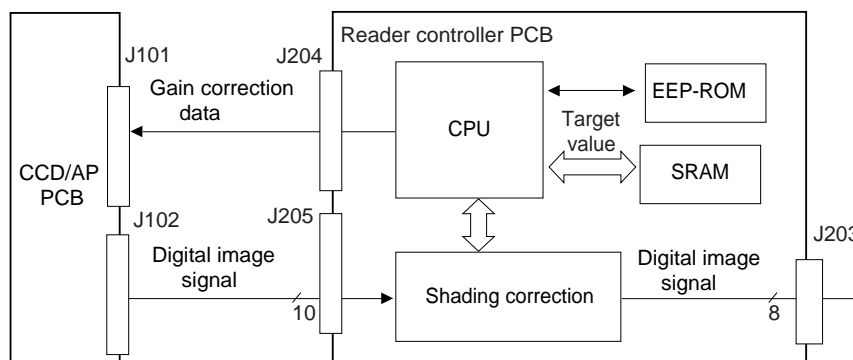 Reader controller PCB
J101
J204
Gain correction
data
CPU
EEP-ROM
Target
value
SRAM
CCD/AP
PCB
J102
J205
J203
Digital image
signal
10
Shading correction
Digital image
signal
8